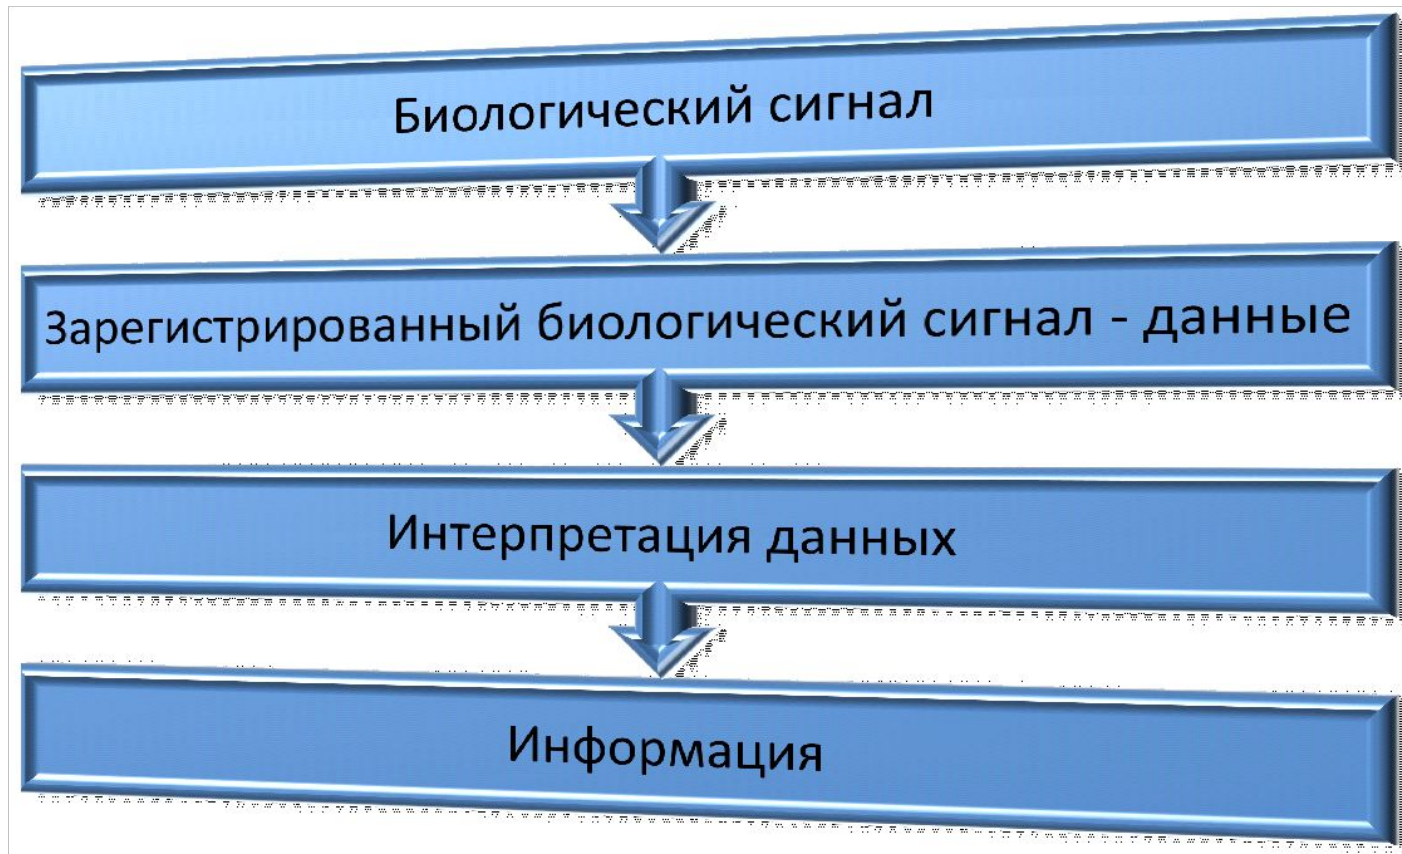 Биологический сигнал
Зарегистрированный биологический сигнал - данные
Интерпретация данных
Информация